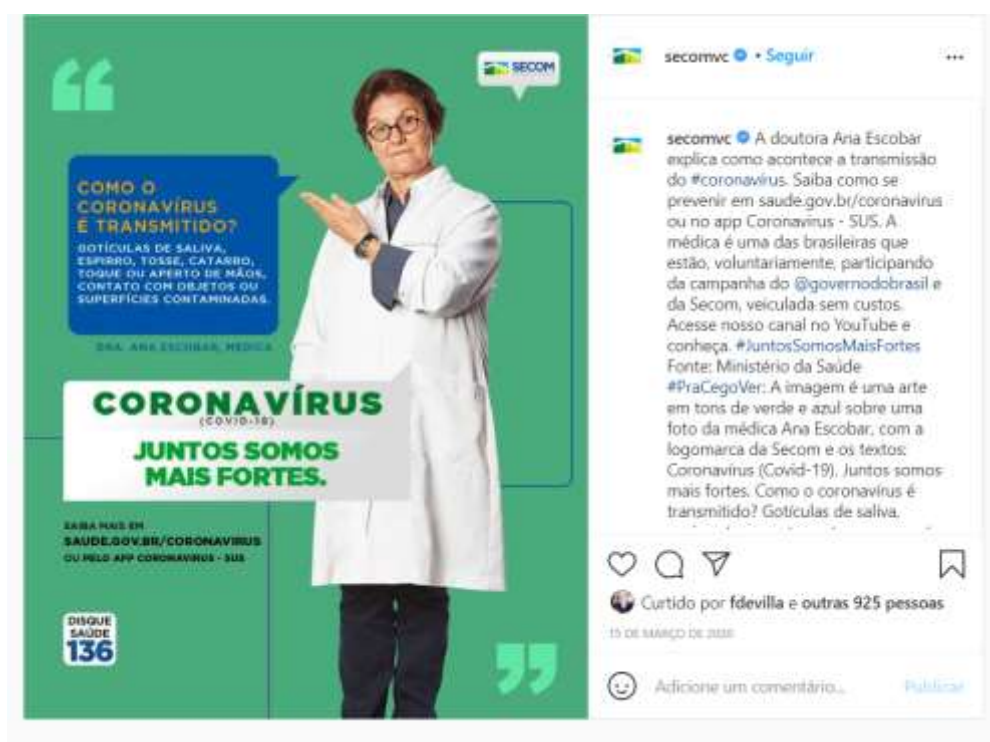 SECOM
COMO O
CORONAVÍRUS
É TRANSMITIDO?
GOTÍCULAS DE SALIVA,
ESPIRRO, TOSSE, CATARRO,
TOQUE OU APERTO DE MÃOS,
CONTATO COM OBJETOS OU
SUPERFÍCIES CONTAMINADAS.
DRA. ANA ESCOBAR, MÉDICA
CORONAVÍRUS
(COVID-19)
JUNTOS SOMOS
MAIS FORTES.
SAIBA MAIS EM
SAUDE.GOV.BR/CORONAVIRUS
OU PELO APP CORONAVIRUS - SUS
DISQUE
SAÚDE
136
secomvc • Seguir
secomvc A doutora Ana Escobar
explica como acontece a transmissão
do #coronavírus. Saiba como se
prevenir em saude.gov.br/coronavirus
ou no app Coronavirus - SUS. A
médica é uma das brasileiras que
estão, voluntariamente, participando
da campanha do @governodobrasil e
da Secom, veiculada sem custos.
Acesse nosso canal no YouTube e
conheça. #JuntosSomosMaisFortes
Fonte: Ministério da Saúde
#PraCegoVer: A imagem é uma arte
em tons de verde e azul sobre uma
foto da médica Ana Escobar, com a
logomarca da Secom e os textos:
Coronavírus (Covid-19). Juntos somos
mais fortes. Como o coronavírus é
transmitido? Gotículas de saliva,
Curtido por fdevilla e outras 925 pessoas
15 DE MARÇO DE 2020
Adicione um comentário...
Publicar